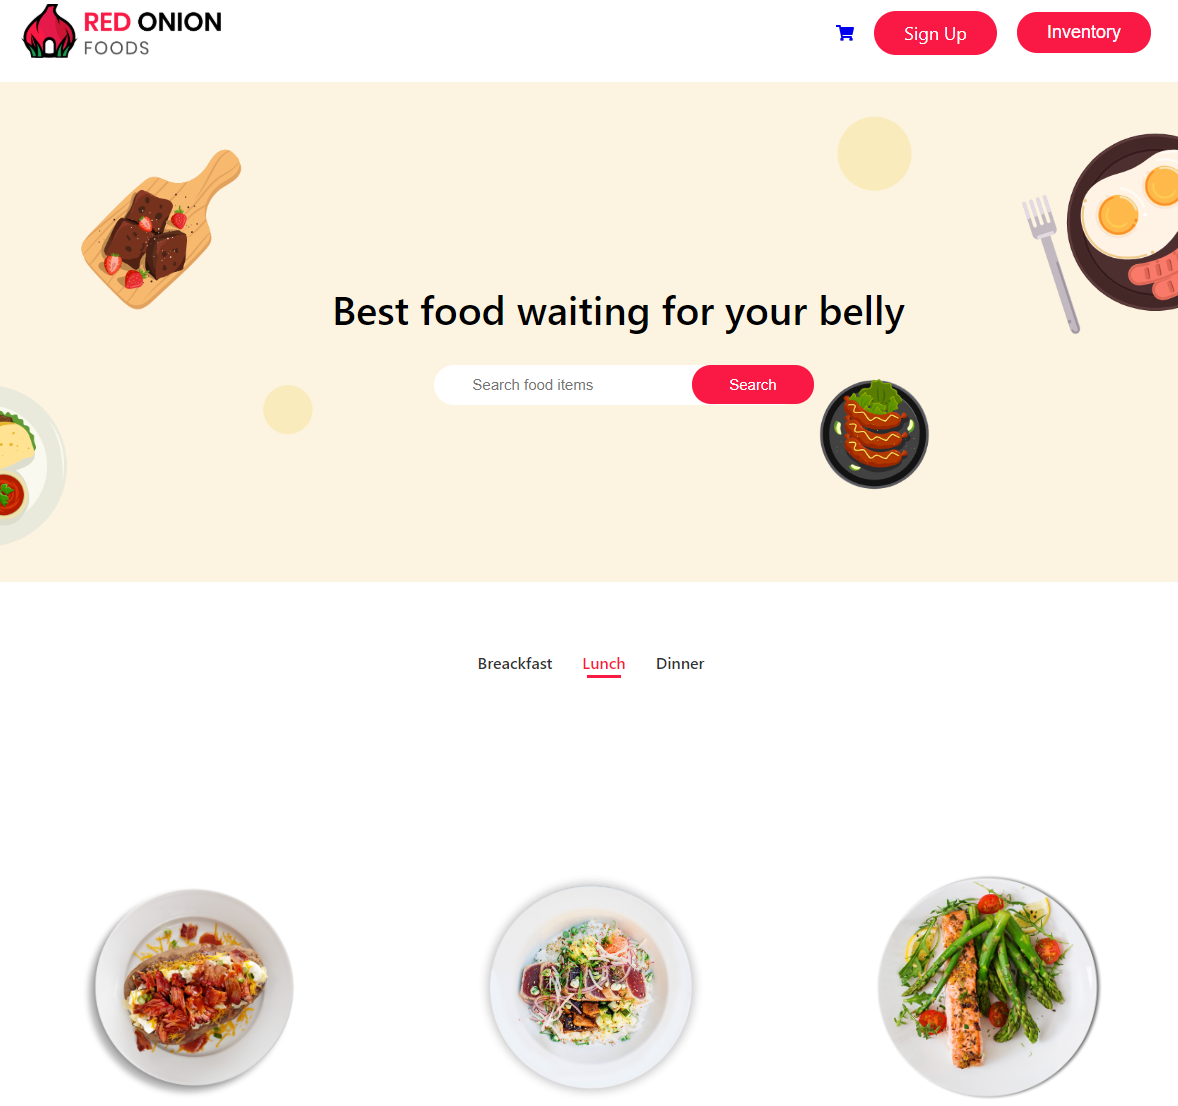 RED ONION
FOODS
Sign Up
Inventory
Best food waiting for your belly
Search food items
Search
Breackfast
Lunch
Dinner